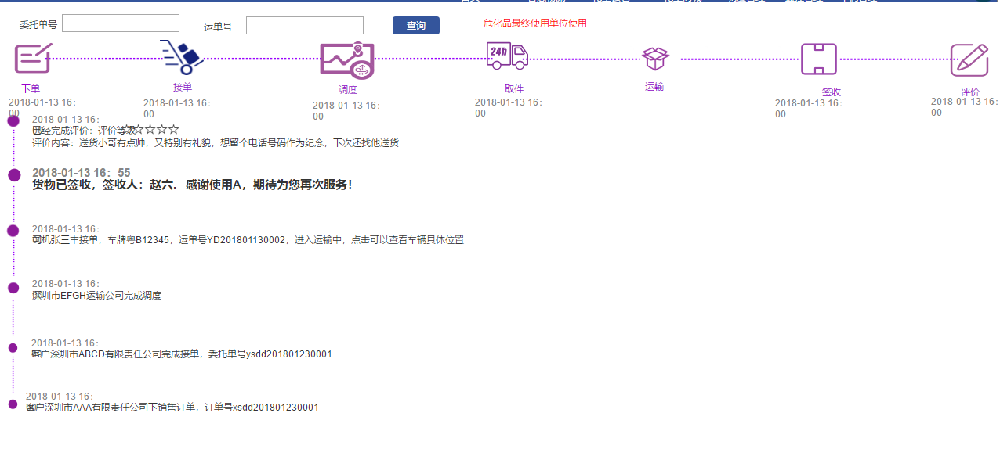 委托单号
运单号
查询
危化品最终使用单位使用
24h
下单
接单
调度
取件
运输
签收
评价
2018-01-13 16：
00
2018-01-13 16：
00
2018-01-13 16：
00
2018-01-13 16：
00
2018-01-13 16：
00
2018-01-13 16：
00
2018-01-13 16：
已经完成评价：评价等级☆☆☆☆☆
评价内容：送货小哥有点帅，又特别有礼貌，想留个电话号码作为纪念，下次还找他送货
2018-01-13 16：55
货物已签收，签收人：赵六. 感谢使用A，期待为您再次服务！
2018-01-13 16：
司机张三丰接单，车牌粤B12345，运单号YD201801130002，进入运输中，点击可以查看车辆具体位置
2018-01-13 16：
深圳市EFGH运输公司完成调度
2018-01-13 16：
客户深圳市ABCD有限责任公司完成接单，委托单号ysdd201801230001
2018-01-13 16：
客户深圳市AAA有限责任公司下销售订单，订单号xsdd201801230001